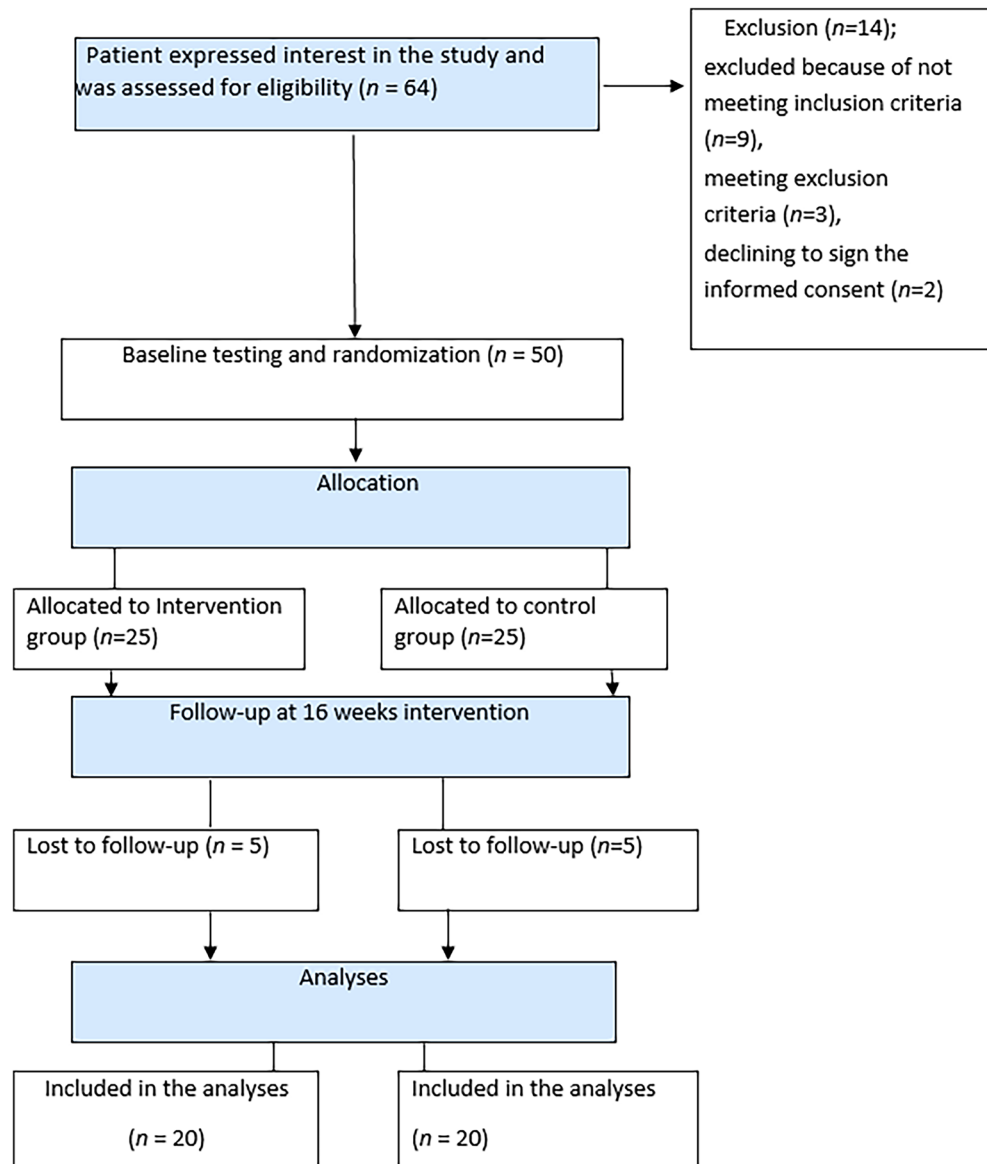 Patient expressed interest in the study and
was assessed for eligibility (n = 64)
Exclusion (n=14);
excluded because of not
meeting inclusion criteria
(n=9),
meeting exclusion
criteria (n=3),
declining to sign the
informed consent (n=2)
Baseline testing and randomization (n = 50)
Allocation
Allocated to Intervention
group (n=25)
Allocated to control
group (n=25)
Follow-up at 16 weeks intervention
Lost to follow-up (n = 5)
Lost to follow-up (n=5)
Analyses
Included in the analyses
(n = 20)
Included in the analyses
(n = 20)